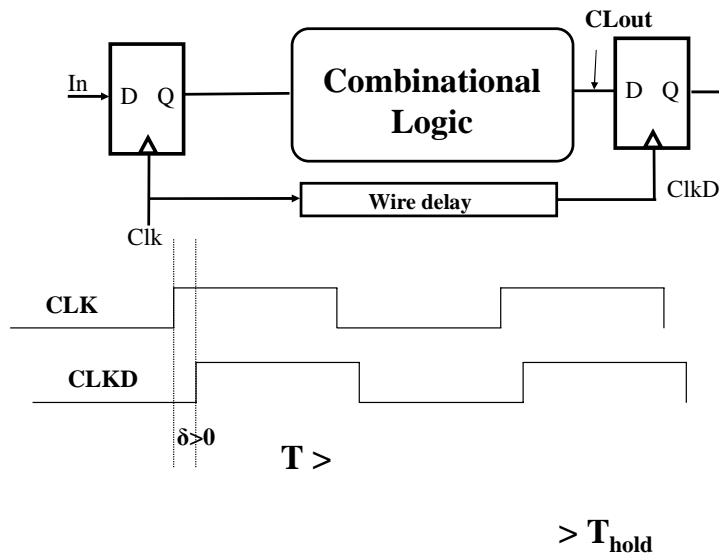 CLout
In
D Q
Combinational
Logic
D Q
Wire delay
Clk
ClkD
CLK
CLKD
δ>0
T >
> Thold